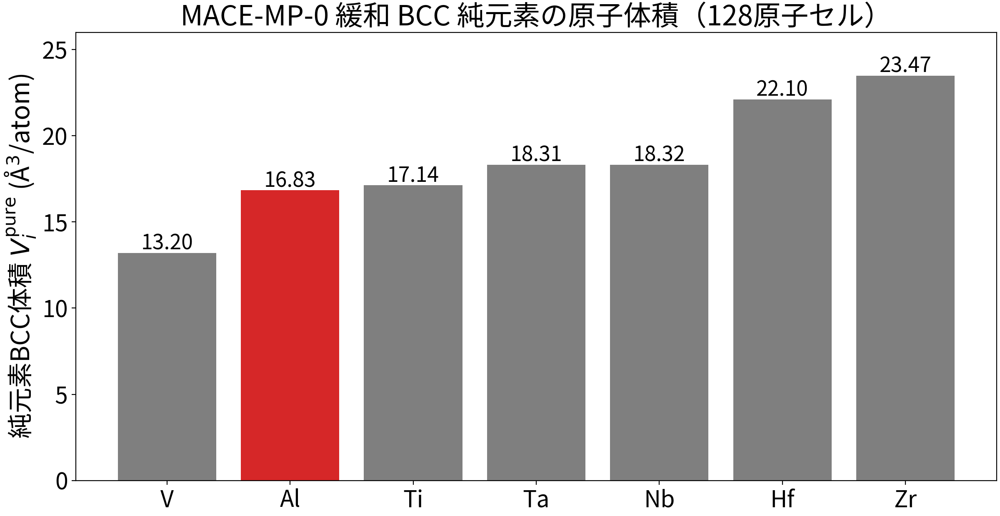 MACE-MP-0 緩和 BCC 純元素の原子体積（128原子セル）
純元素BCC体積 V_i^pure (Å^3/atom)
25
20
15
10
5
0
13.20
16.83
17.14
18.31
18.32
22.10
23.47
V
Al
Ti
Ta
Nb
Hf
Zr